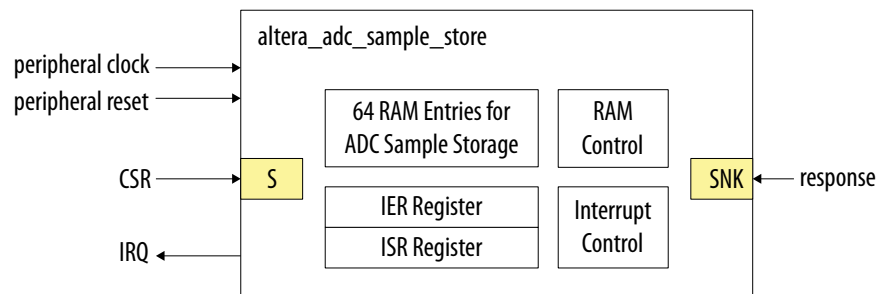 altera_adc_sample_store
peripheral clock
peripheral reset
64 RAM Entries for
ADC Sample Storage
RAM
Control
CSR
S
SNK
response
IER Register
ISR Register
Interrupt
Control
IRQ